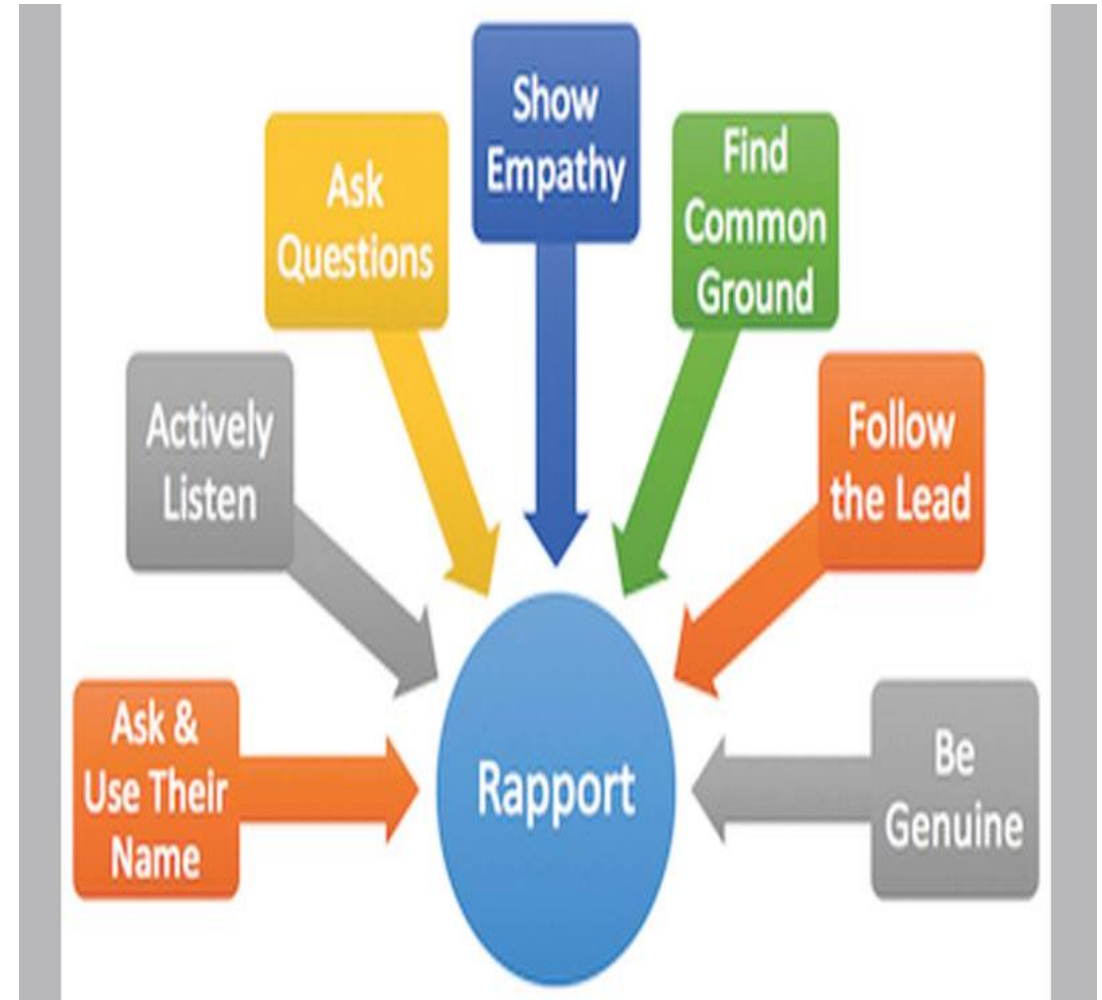 Show
Empathy
Ask
Questions
Find
Common
Ground
Actively
Listen
Follow
the Lead
Ask &
Use Their
Name
Rapport
Be
Genuine